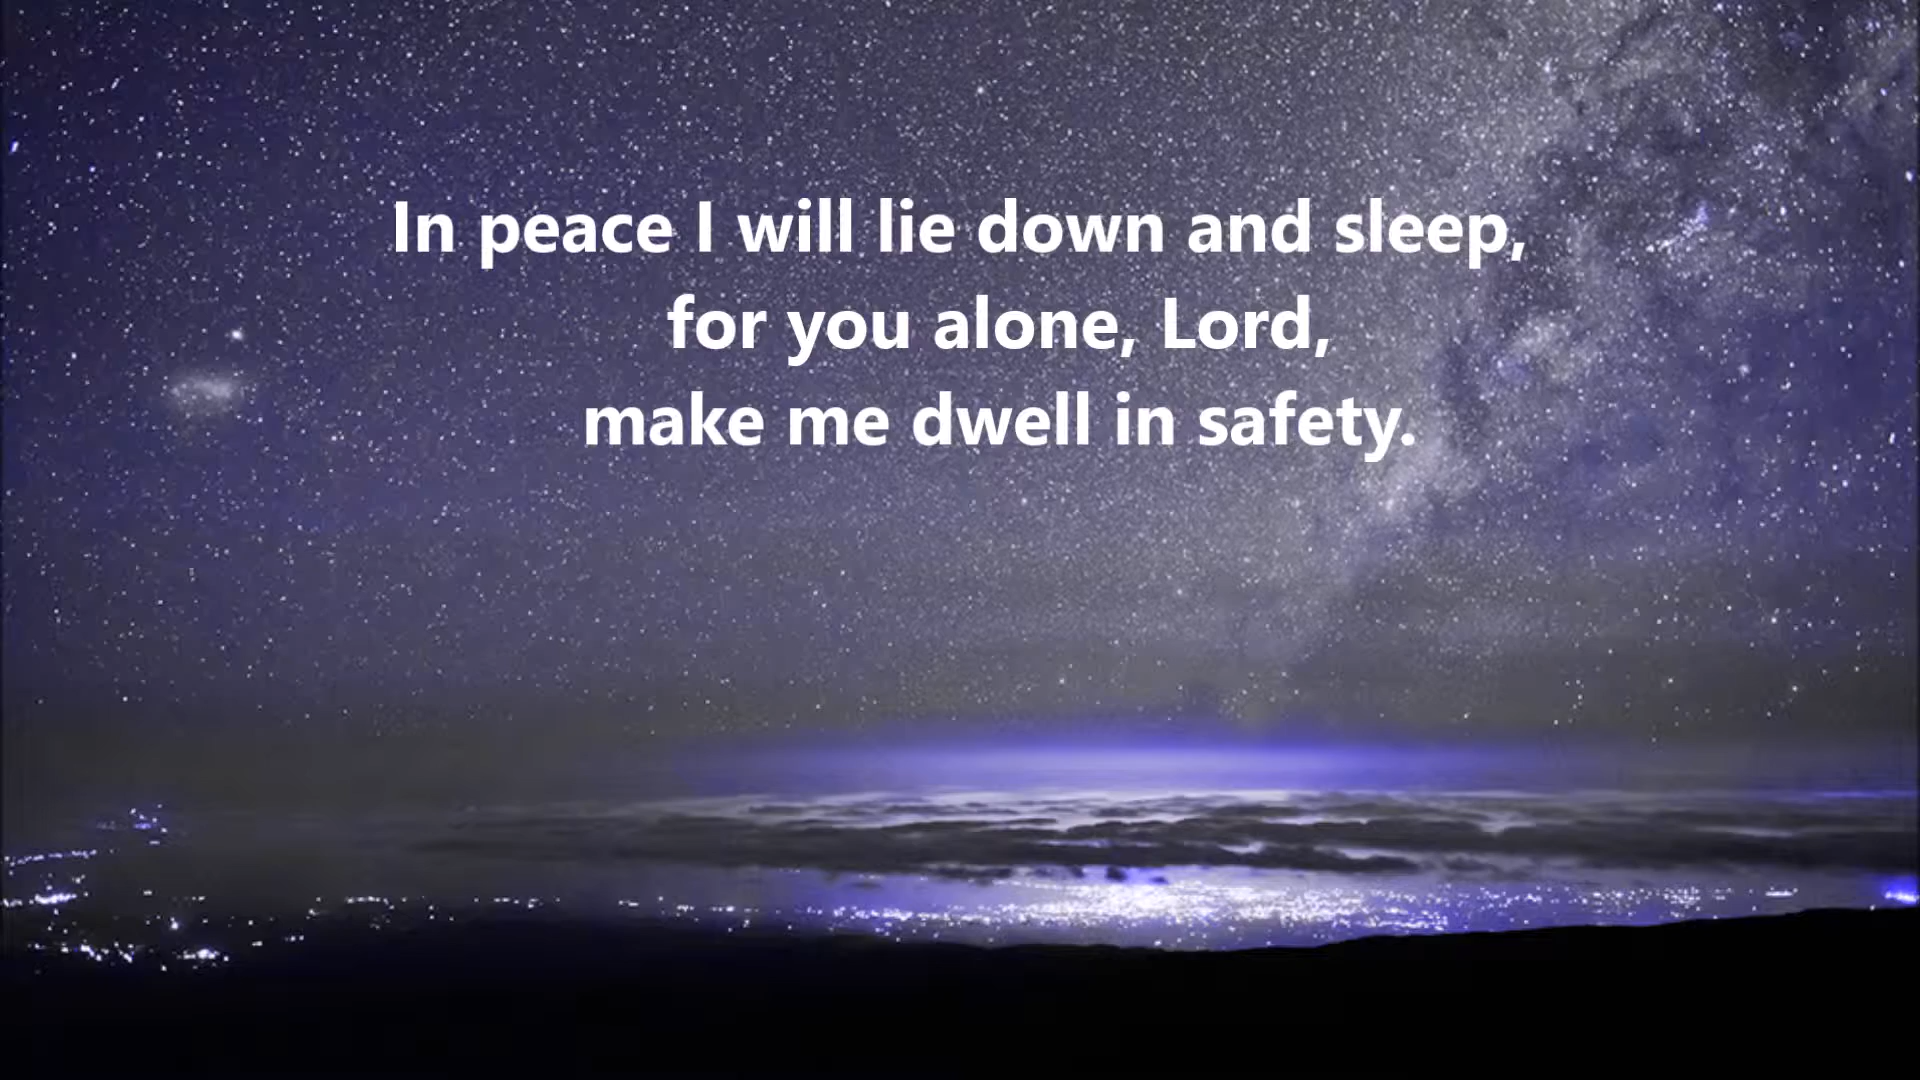 In peace I will lie down and sleep,
for you alone, Lord,
make me dwell in safety.